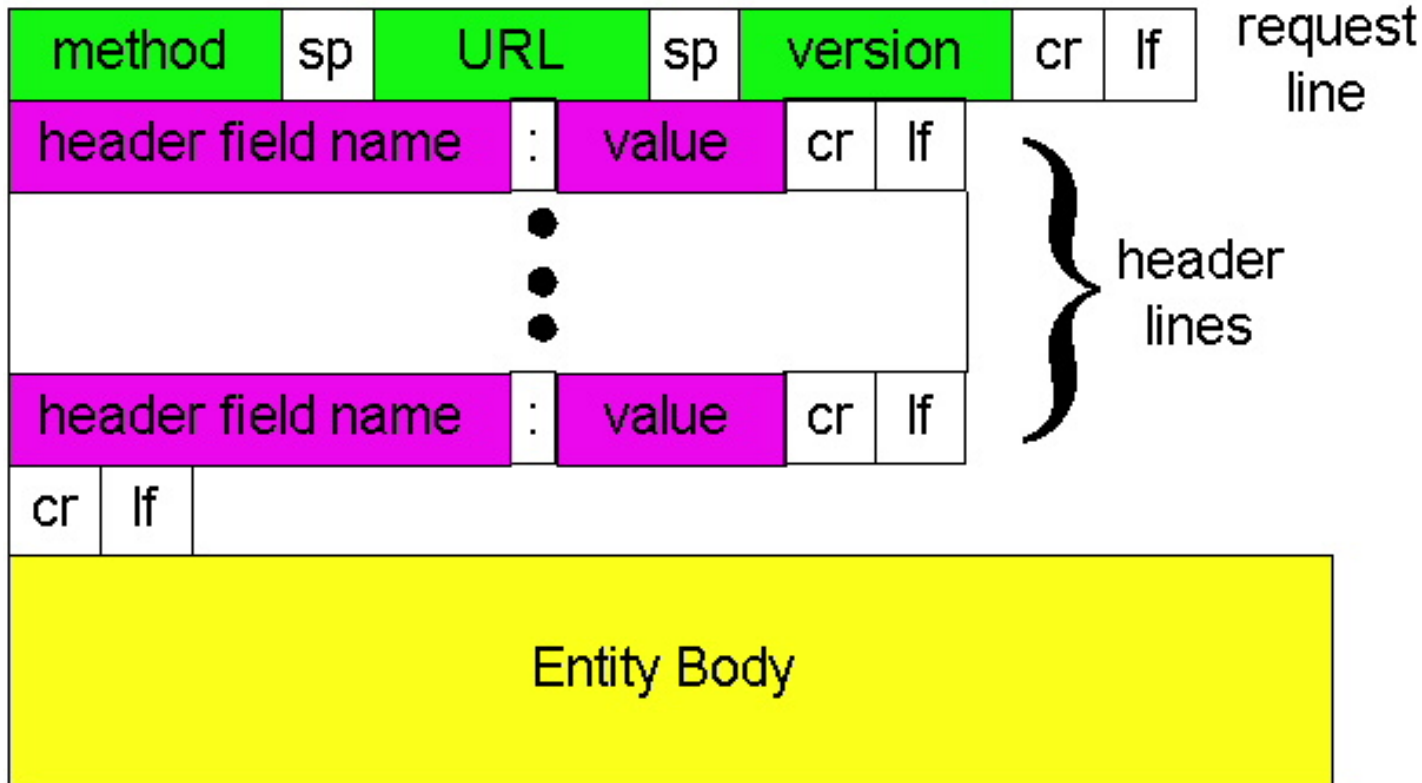 method sp URL sp version cr lf request line
header field name : value cr lf
header lines
header field name : value cr lf
cr lf
Entity Body